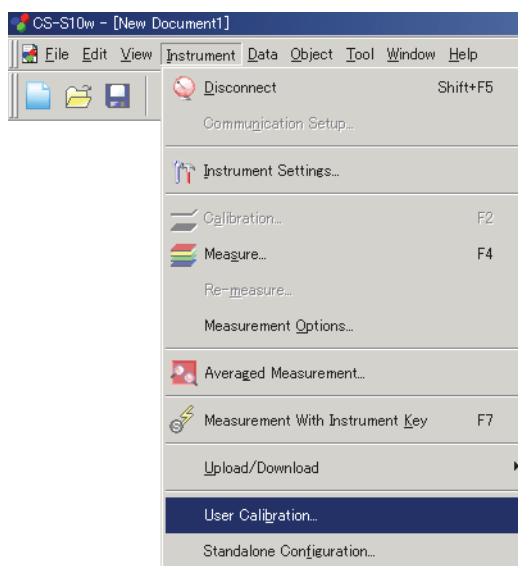 CS-S10w - [New Document1]
File Edit View Instrument Data Object Tool Window Help
Disconnect Shift+F5
Communication Setup...
Instrument Settings...
Calibration... F2
Measure... F4
Re-measure...
Measurement Options...
Averaged Measurement...
Measurement With Instrument Key F7
Upload/Download
User Calibration...
Standalone Configuration...